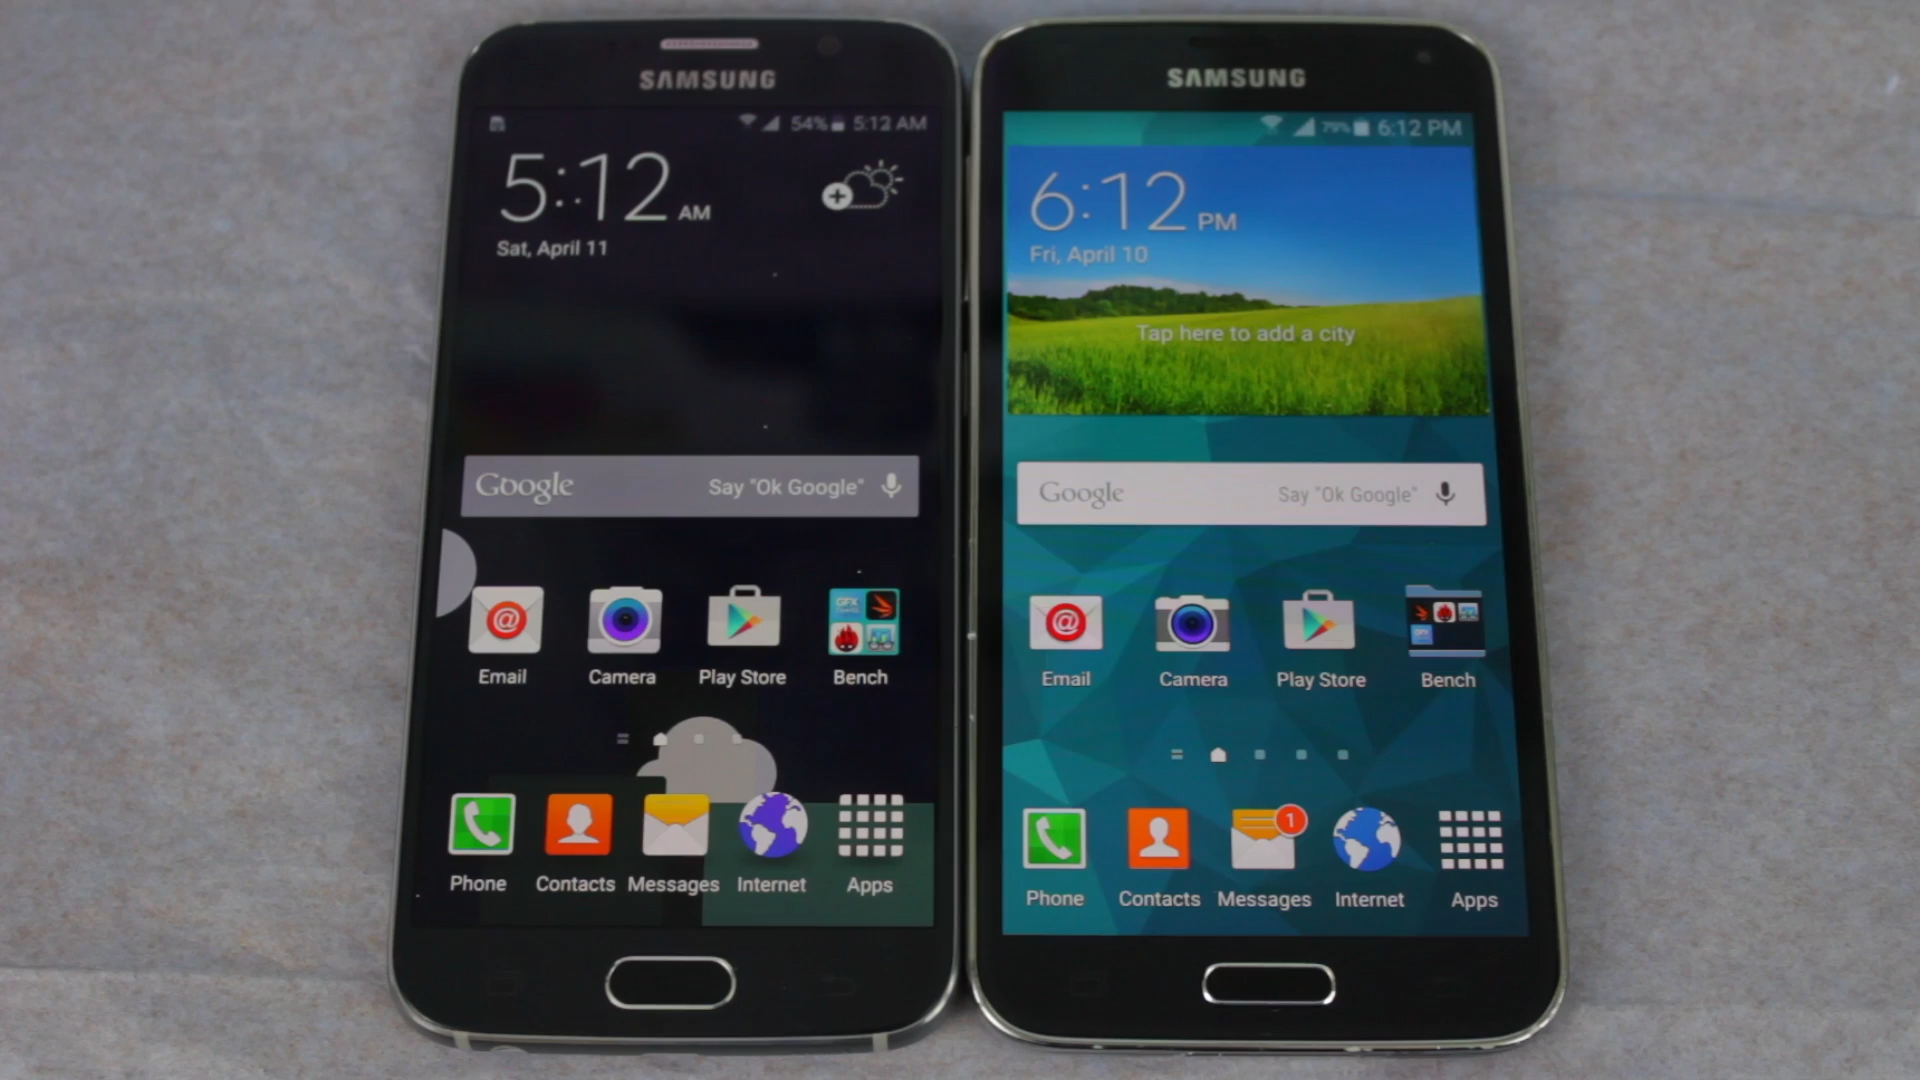 SAMSUNG
54% 5:12 AM
5:12 AM
Sat, April 11
Google Say "Ok Google"
Email Camera Play Store Bench
Phone Contacts Messages Internet Apps
SAMSUNG
79% 6:12 PM
6:12 PM
Fri, April 10
Tap here to add a city
Google Say "Ok Google"
Email Camera Play Store Bench
1
Phone Contacts Messages Internet Apps